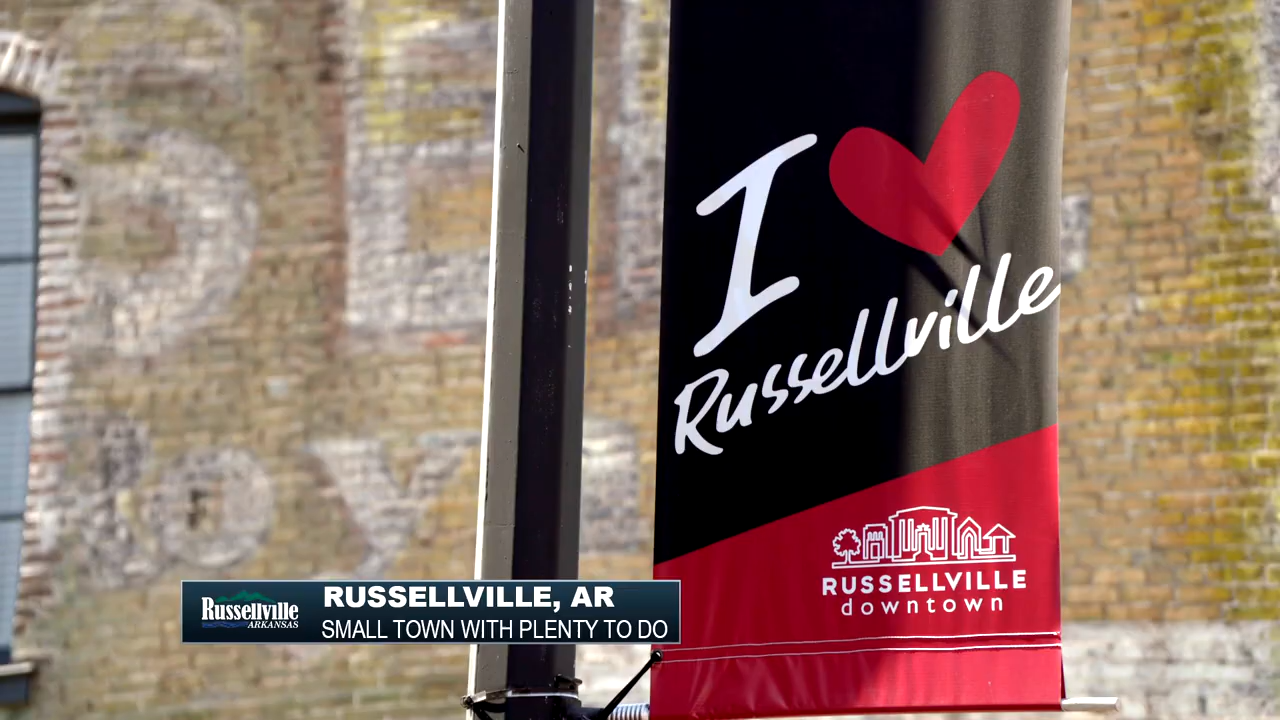 I
Russellville
RUSSELLVILLE
downtown
Russellville
ARKANSAS
RUSSELLVILLE, AR
SMALL TOWN WITH PLENTY TO DO